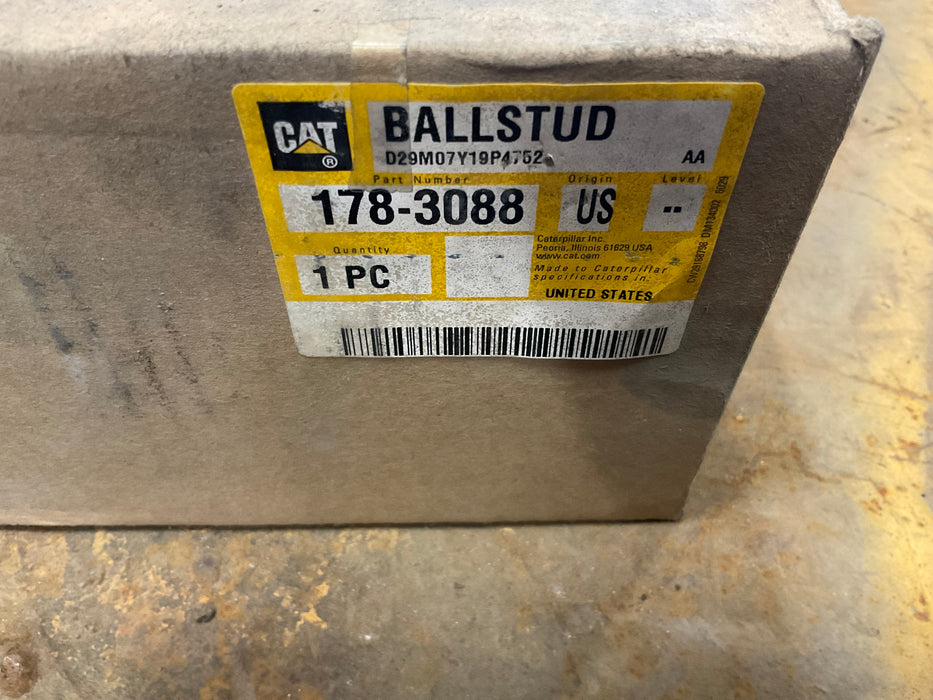 CAT®
BALLSTUD
D29M07Y19P4752
AA
Part Number
Origin
Level
178-3088
US
--
Quantity
1 PC
Caterpillar Inc.
Peoria, Illinois 61629 USA
www.cat.com
Made to Caterpillar
specifications in:
UNITED STATES